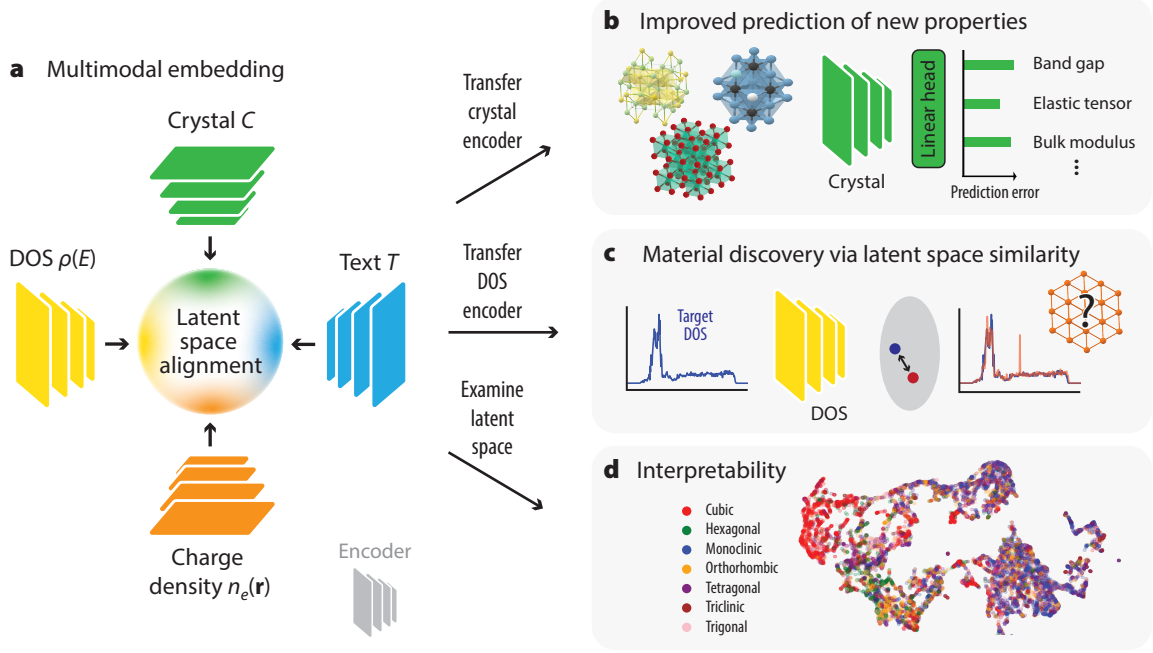 a Multimodal embedding
Crystal C
DOS ρ(E)
Text T
Latent
space
alignment
Charge
density nₑ(r)
Encoder
Transfer
crystal
encoder
Transfer
DOS
encoder
Examine
latent
space
b Improved prediction of new properties
Crystal
Linear head
Band gap
Elastic tensor
Bulk modulus
Prediction error
c Material discovery via latent space similarity
Target
DOS
DOS
?
d Interpretability
Cubic
Hexagonal
Monoclinic
Orthorhombic
Tetragonal
Triclinic
Trigonal